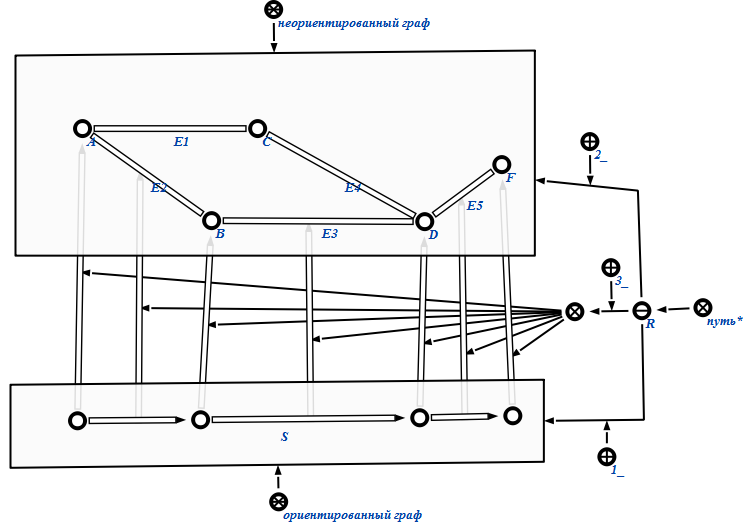 неориентированный граф
A
E1
C
2_
E2
E4
F
E5
B
E3
D
3_
R
путь*
S
1_
ориентированный граф